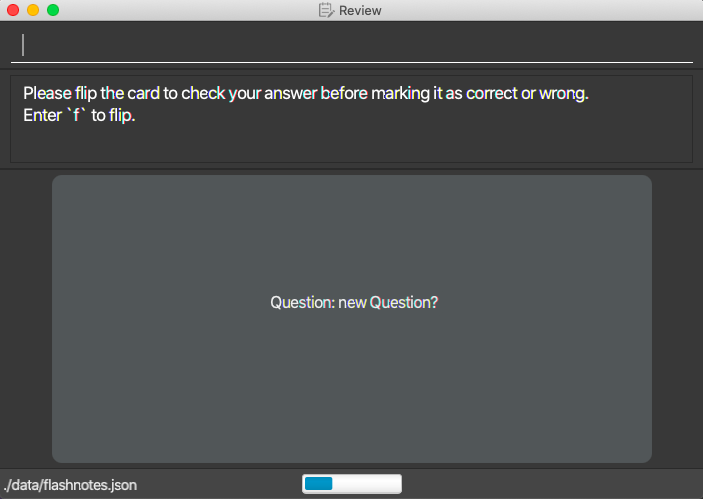 Review
Please flip the card to check your answer before marking it as correct or wrong.
Enter `f` to flip.
Question: new Question?
./data/flashnotes.json